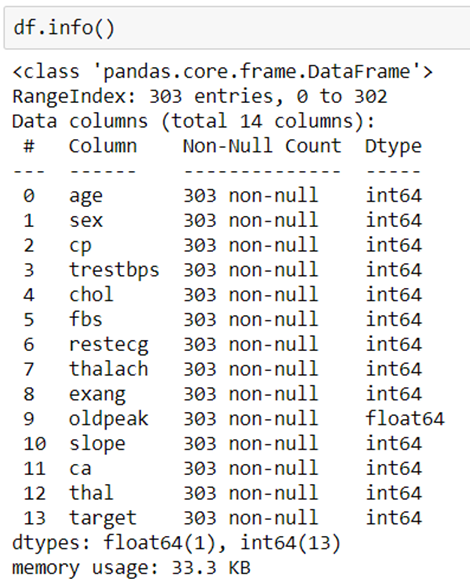 df.info()
<class 'pandas.core.frame.DataFrame'>
RangeIndex: 303 entries, 0 to 302
Data columns (total 14 columns):
 #   Column    Non-Null Count  Dtype
---  ------    --------------  -----
 0   age       303 non-null    int64
 1   sex       303 non-null    int64
 2   cp        303 non-null    int64
 3   trestbps  303 non-null    int64
 4   chol      303 non-null    int64
 5   fbs       303 non-null    int64
 6   restecg   303 non-null    int64
 7   thalach   303 non-null    int64
 8   exang     303 non-null    int64
 9   oldpeak   303 non-null    float64
 10  slope     303 non-null    int64
 11  ca        303 non-null    int64
 12  thal      303 non-null    int64
 13  target    303 non-null    int64
dtypes: float64(1), int64(13)
memory usage: 33.3 KB